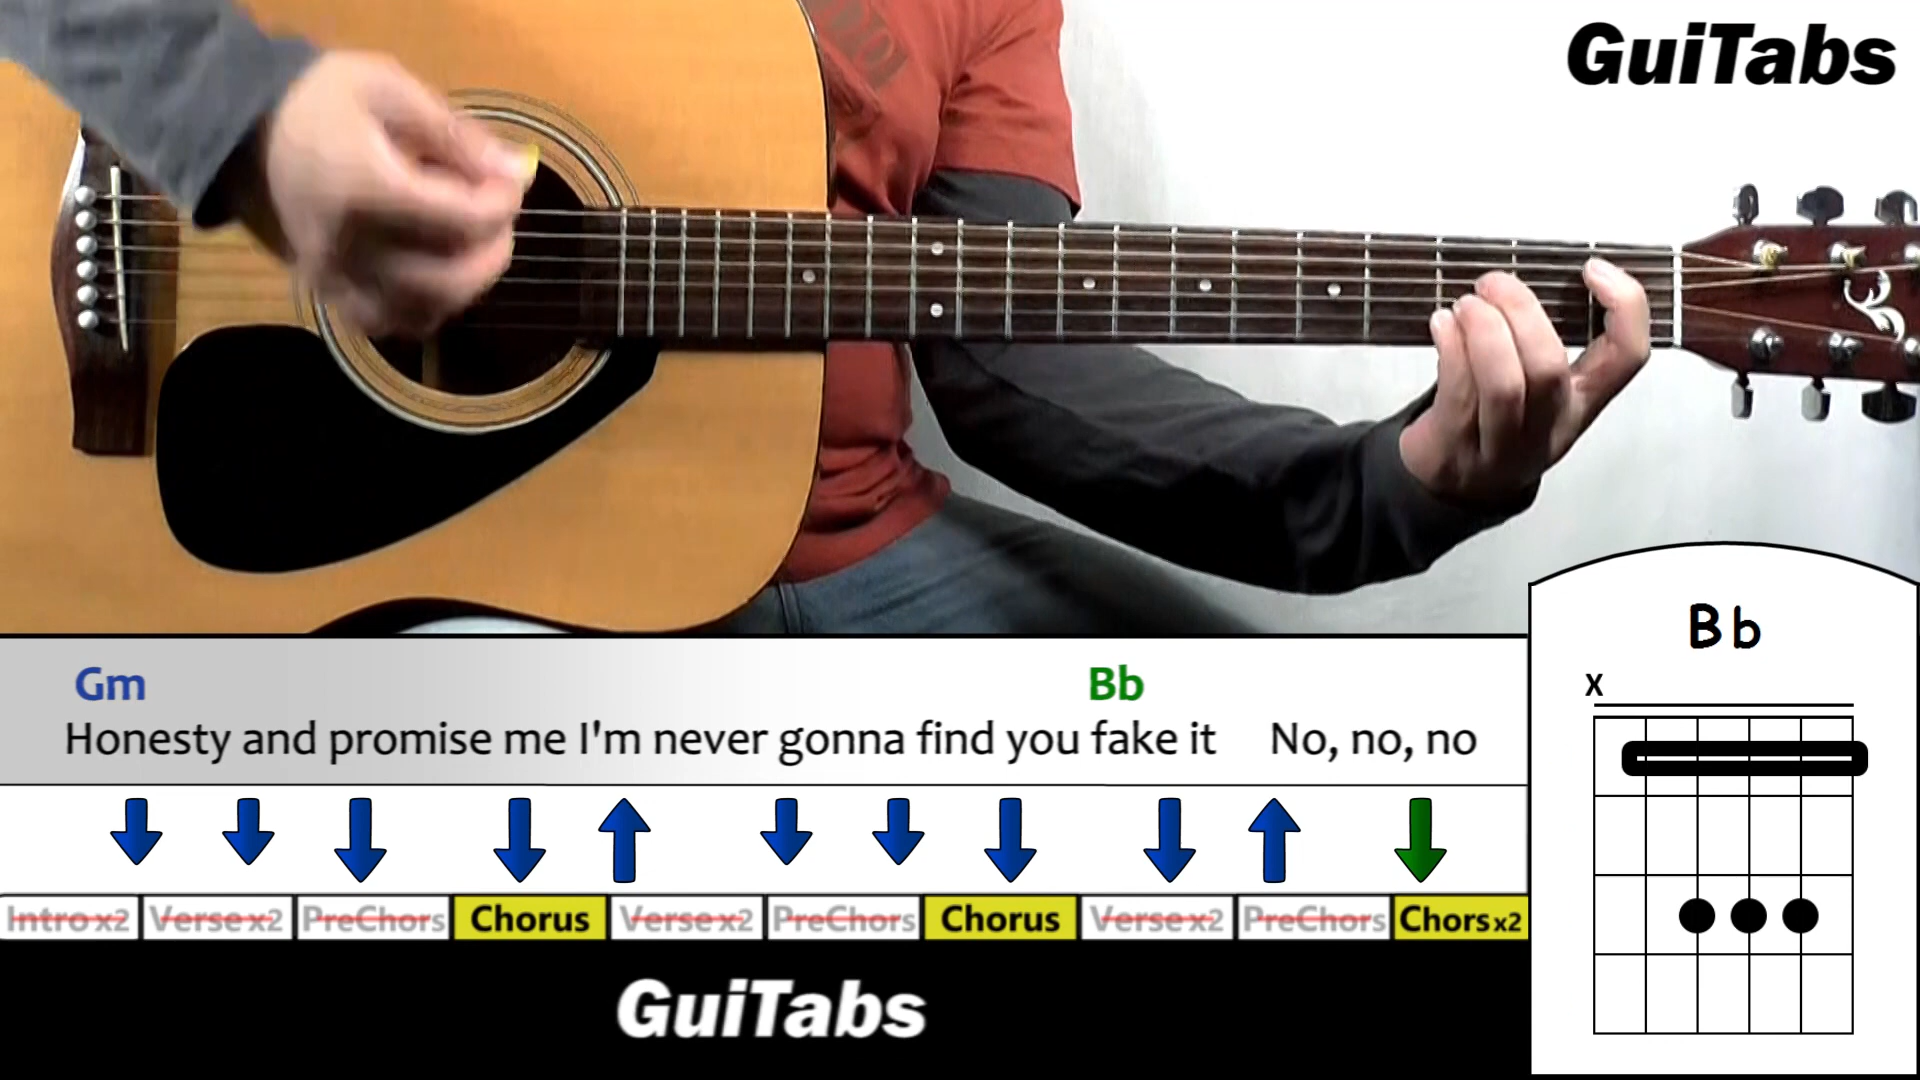 GuiTabs
Bb
x
Gm Bb
Honesty and promise me I'm never gonna find you fake it No, no, no
Intro x2 Verse x2 PreChors Chorus Verse x2 PreChors Chorus Verse x2 PreChors Chors x2
GuiTabs